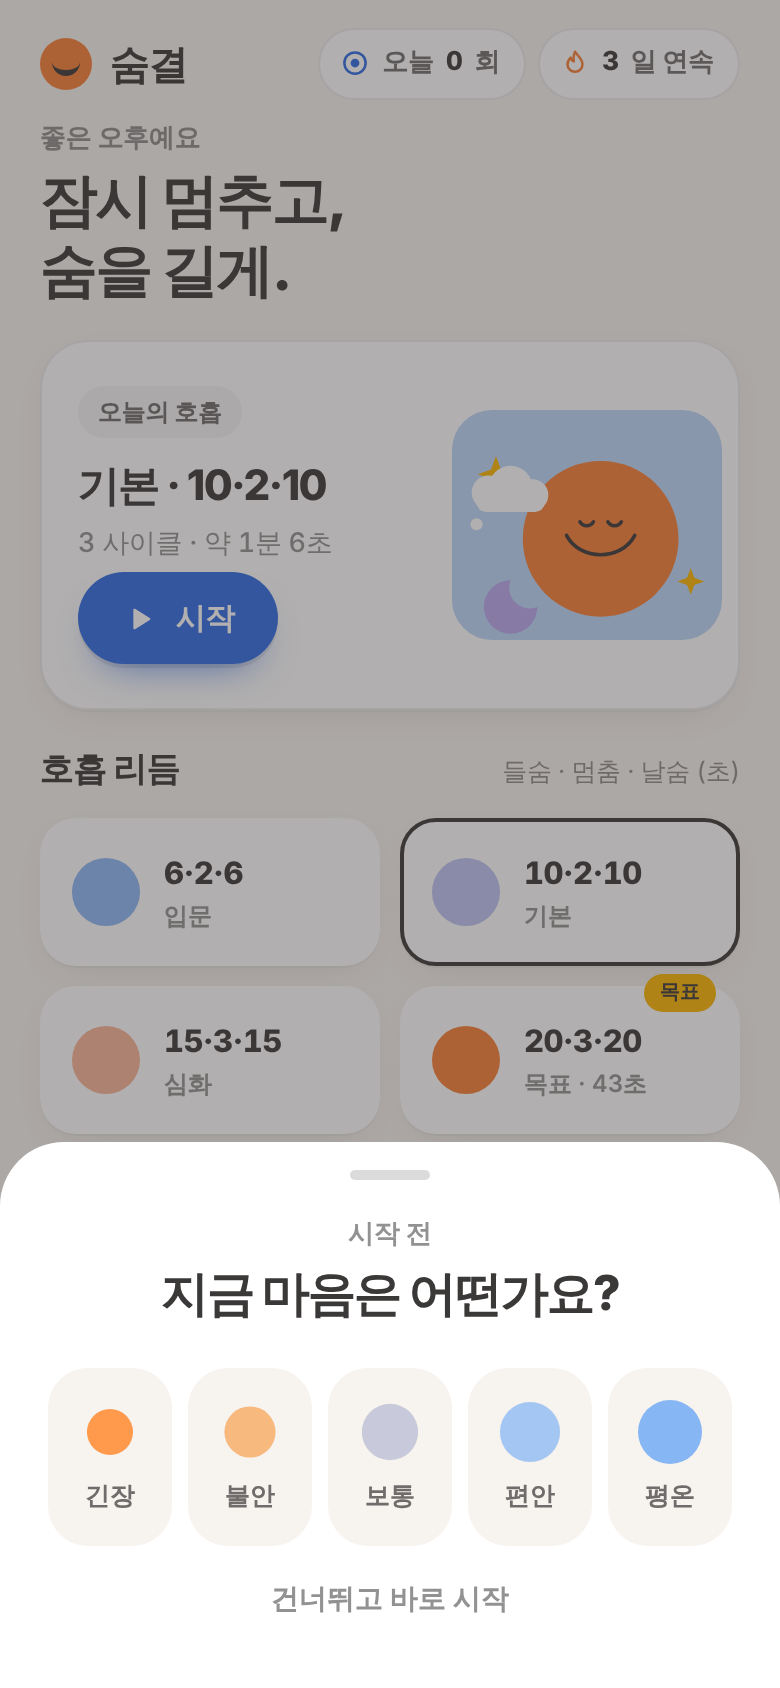 숨결
오늘 0 회
3 일 연속
좋은 오후예요
잠시 멈추고,
숨을 길게.
오늘의 호흡
기본 · 10·2·10
3 사이클 · 약 1분 6초
시작
호흡 리듬
들숨 · 멈춤 · 날숨 (초)
6·2·6
입문
10·2·10
기본
15·3·15
심화
목표
20·3·20
목표 · 43초
시작 전
지금 마음은 어떤가요?
긴장
불안
보통
편안
평온
건너뛰고 바로 시작